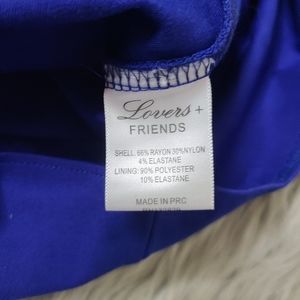 Lovers +
FRIENDS
SHELL: 66% RAYON 30%NYLON
4% ELASTANE
LINING: 90% POLYESTER
10% ELASTANE
MADE IN PRC